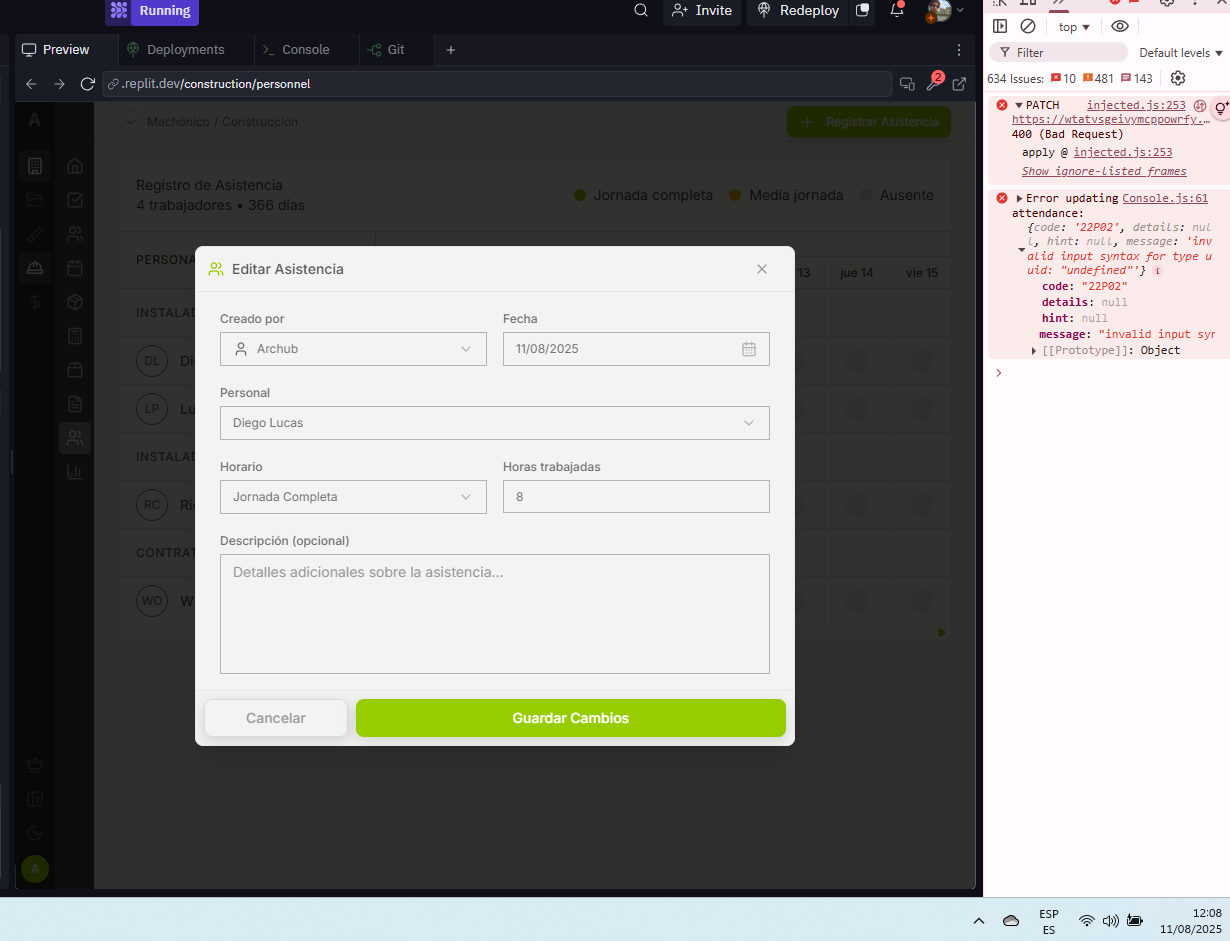 Running
Invite
Redeploy
Preview
Deployments
Console
Git
.replit.dev/construction/personnel
2
A
Machónico / Construcción
Registrar Asistencia
Registro de Asistencia
4 trabajadores • 366 días
Jornada completa
Media jornada
Ausente
PERSONA
13
jue 14
vie 15
INSTALAD
DL
Di
LP
Lu
INSTALAD
RC
Ri
CONTRAT
WO
W
A
Editar Asistencia
Creado por
Fecha
Archub
11/08/2025
Personal
Diego Lucas
Horario
Horas trabajadas
Jornada Completa
8
Descripción (opcional)
Detalles adicionales sobre la asistencia...
Cancelar
Guardar Cambios
top
Filter
Default levels
634 Issues: 10 481 143
PATCH injected.js:253
https://wtatvsgeivymcppowrfy.…
400 (Bad Request)
apply @ injected.js:253
Show ignore-listed frames
Error updating Console.js:61
attendance:
{code: '22P02', details: nul
l, hint: null, message: 'inv
alid input syntax for type u
uid: "undefined"'}
code: "22P02"
details: null
hint: null
message: "invalid input syr
[[Prototype]]: Object
ESP
ES
12:08
11/08/2025